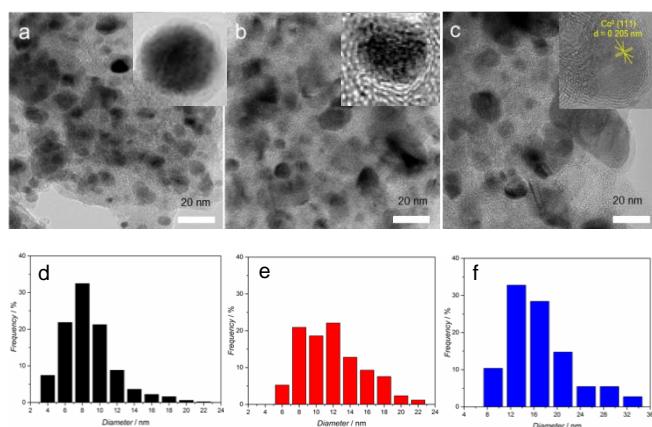 a
b
c
Co⁰ (111)
d = 0.205 nm
20 nm
20 nm
20 nm
d
e
f
Frequency / %
40
30
20
10
0
2 4 6 8 10 12 14 16 18 20 22 24
Diameter / nm
Frequency / %
30
20
10
0
2 4 6 8 10 12 14 16 18 20 22 24
Diameter / nm
Frequency / %
40
30
20
10
0
4 8 12 16 20 24 28 32 36
Diameter / nm